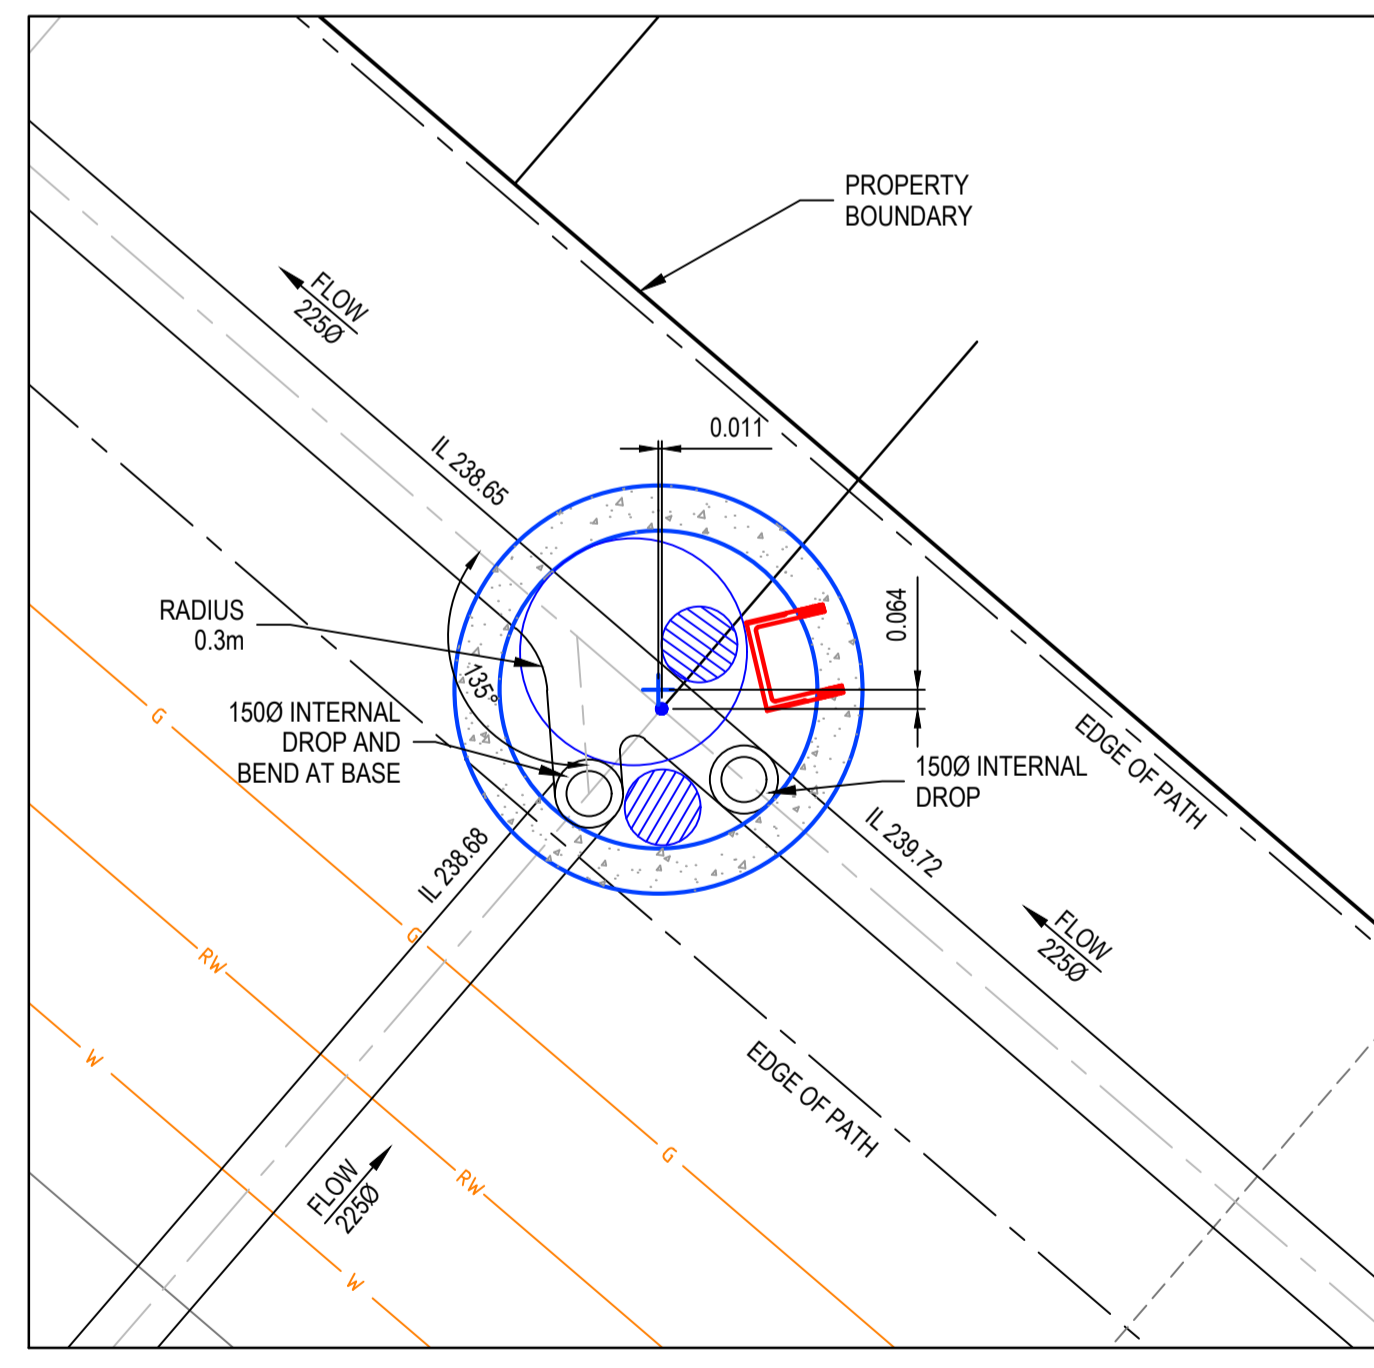 PROPERTY
BOUNDARY
FLOW
225Ø
0.011
IL 238.65
0.064
RADIUS
0.3m
135°
150Ø INTERNAL
DROP AND
BEND AT BASE
EDGE OF PATH
150Ø INTERNAL
DROP
IL 239.72
IL 238.68
FLOW
225Ø
EDGE OF PATH
FLOW
225Ø
G
G
G
RW
RW
W
W